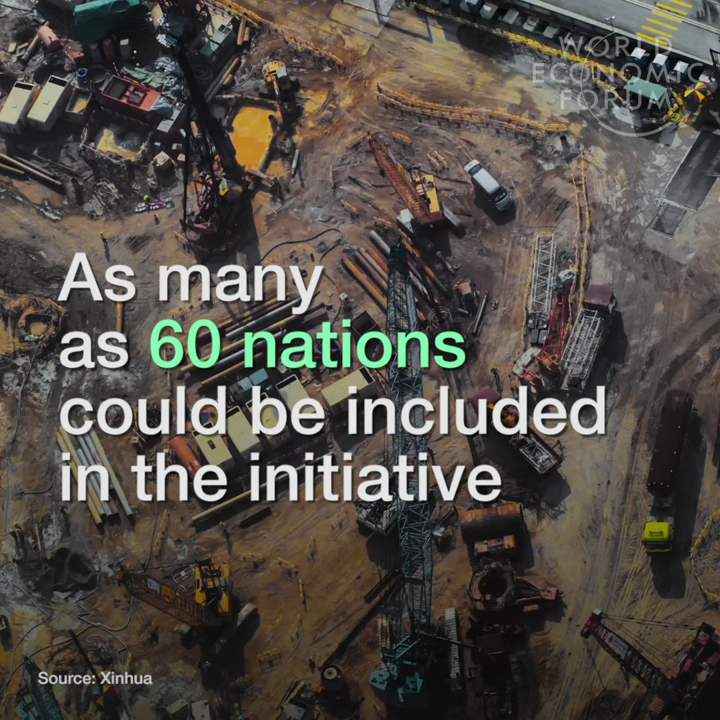 WORLD
ECONOMIC
FORUM
As many
as 60 nations
could be included
in the initiative
Source: Xinhua